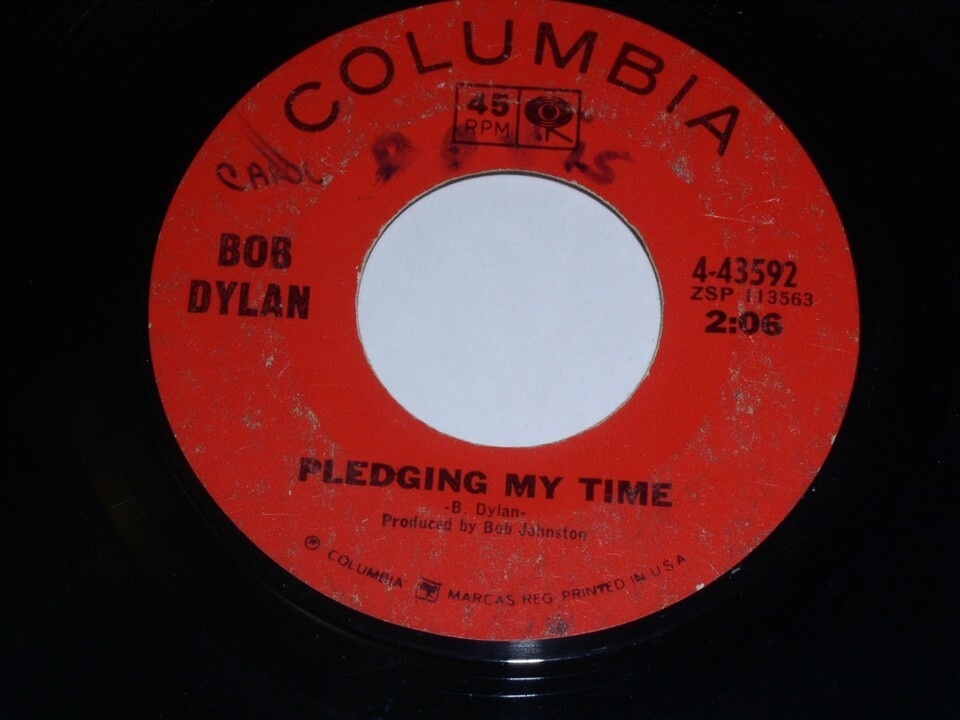 COLUMBIA
45
RPM
CAROL
BOB
DYLAN
4-43592
ZSP 113563
2:06
PLEDGING MY TIME
-B. Dylan-
Produced by Bob Johnston
℗ COLUMBIA MARCAS REG. PRINTED IN U.S.A